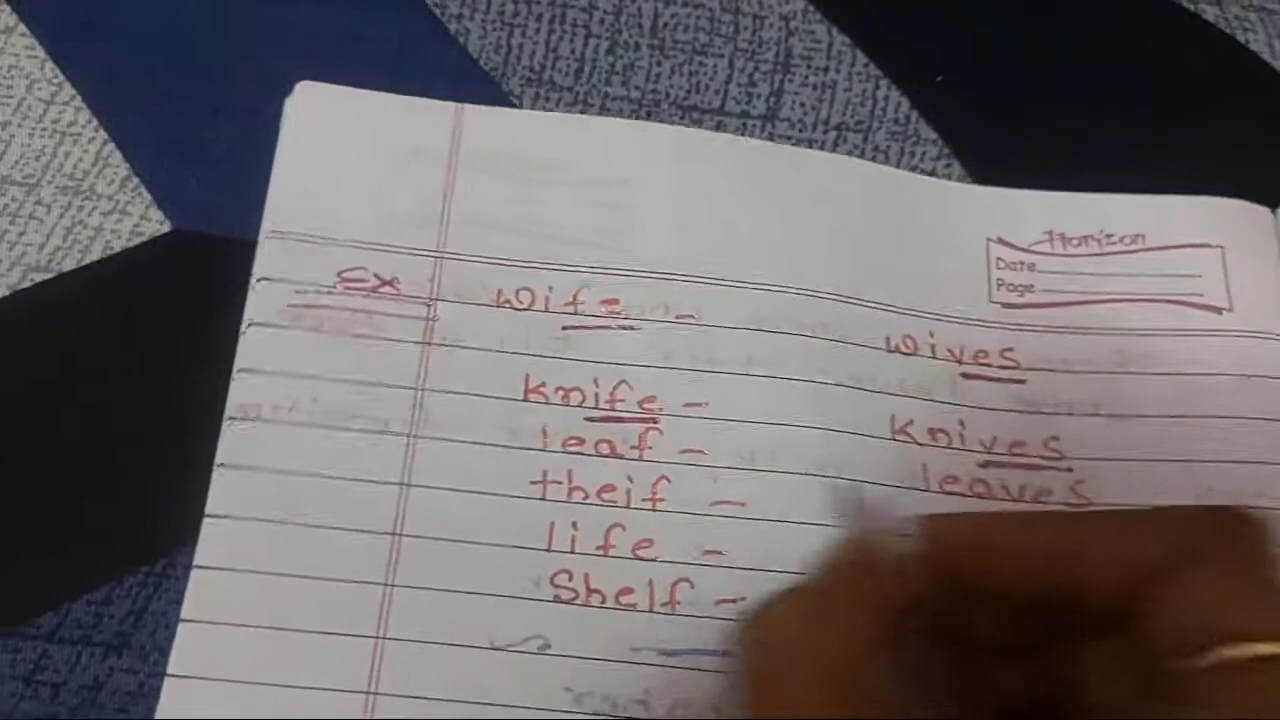 Horizon
Date
Page
Ex wife - wives
Knife - Knives
leaf - leaves
theif -
life -
Shelf -